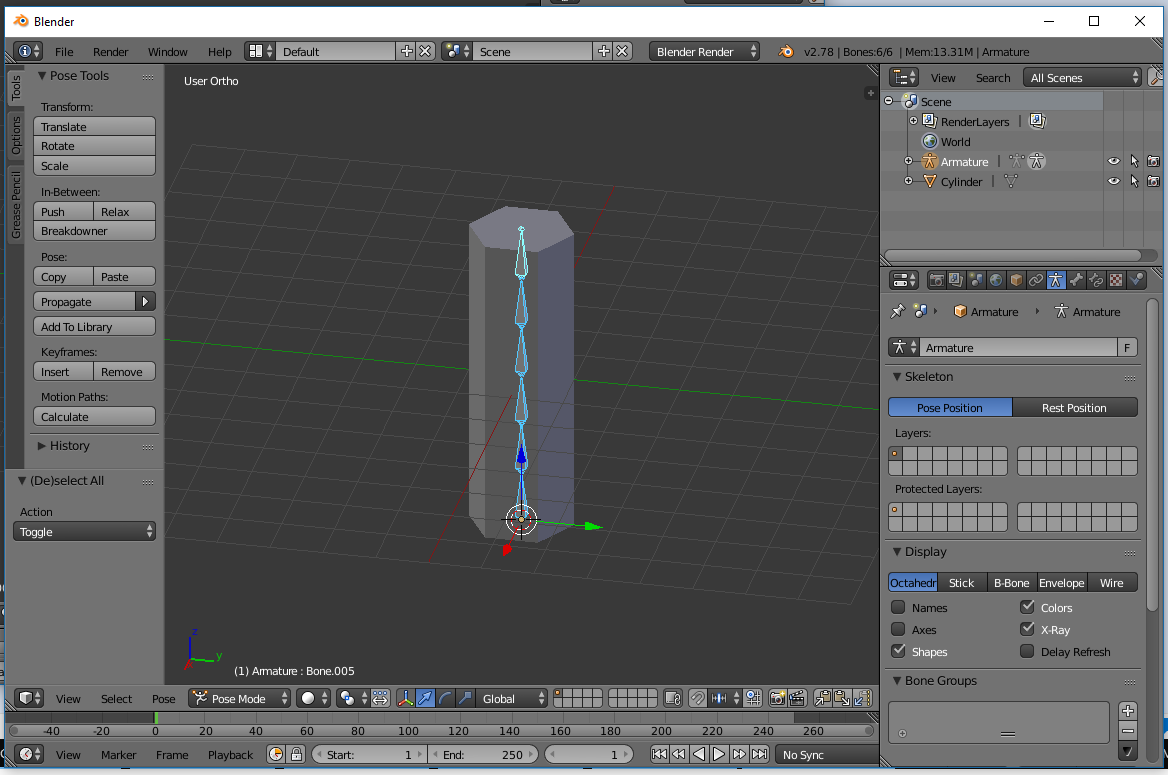 Blender
File Render Window Help Default Scene Blender Render v2.78 | Bones:6/6 | Mem:13.31M | Armature
Tools
Options
Grease Pencil
Pose Tools
Transform:
Translate
Rotate
Scale
In-Between:
Push Relax
Breakdowner
Pose:
Copy Paste
Propagate
Add To Library
Keyframes:
Insert Remove
Motion Paths:
Calculate
History
(De)select All
Action
Toggle
User Ortho
z
y
(1) Armature : Bone.005
View Select Pose Pose Mode Global
-40 -20 0 20 40 60 80 100 120 140 160 180 200 220 240 260
View Marker Frame Playback Start: 1 End: 250 1 No Sync
View Search All Scenes
Scene
RenderLayers |
World
Armature |
Cylinder |
Armature Armature
Armature F
Skeleton
Pose Position Rest Position
Layers:
Protected Layers:
Display
Octahedr Stick B-Bone Envelope Wire
Names Colors
Axes X-Ray
Shapes Delay Refresh
Bone Groups